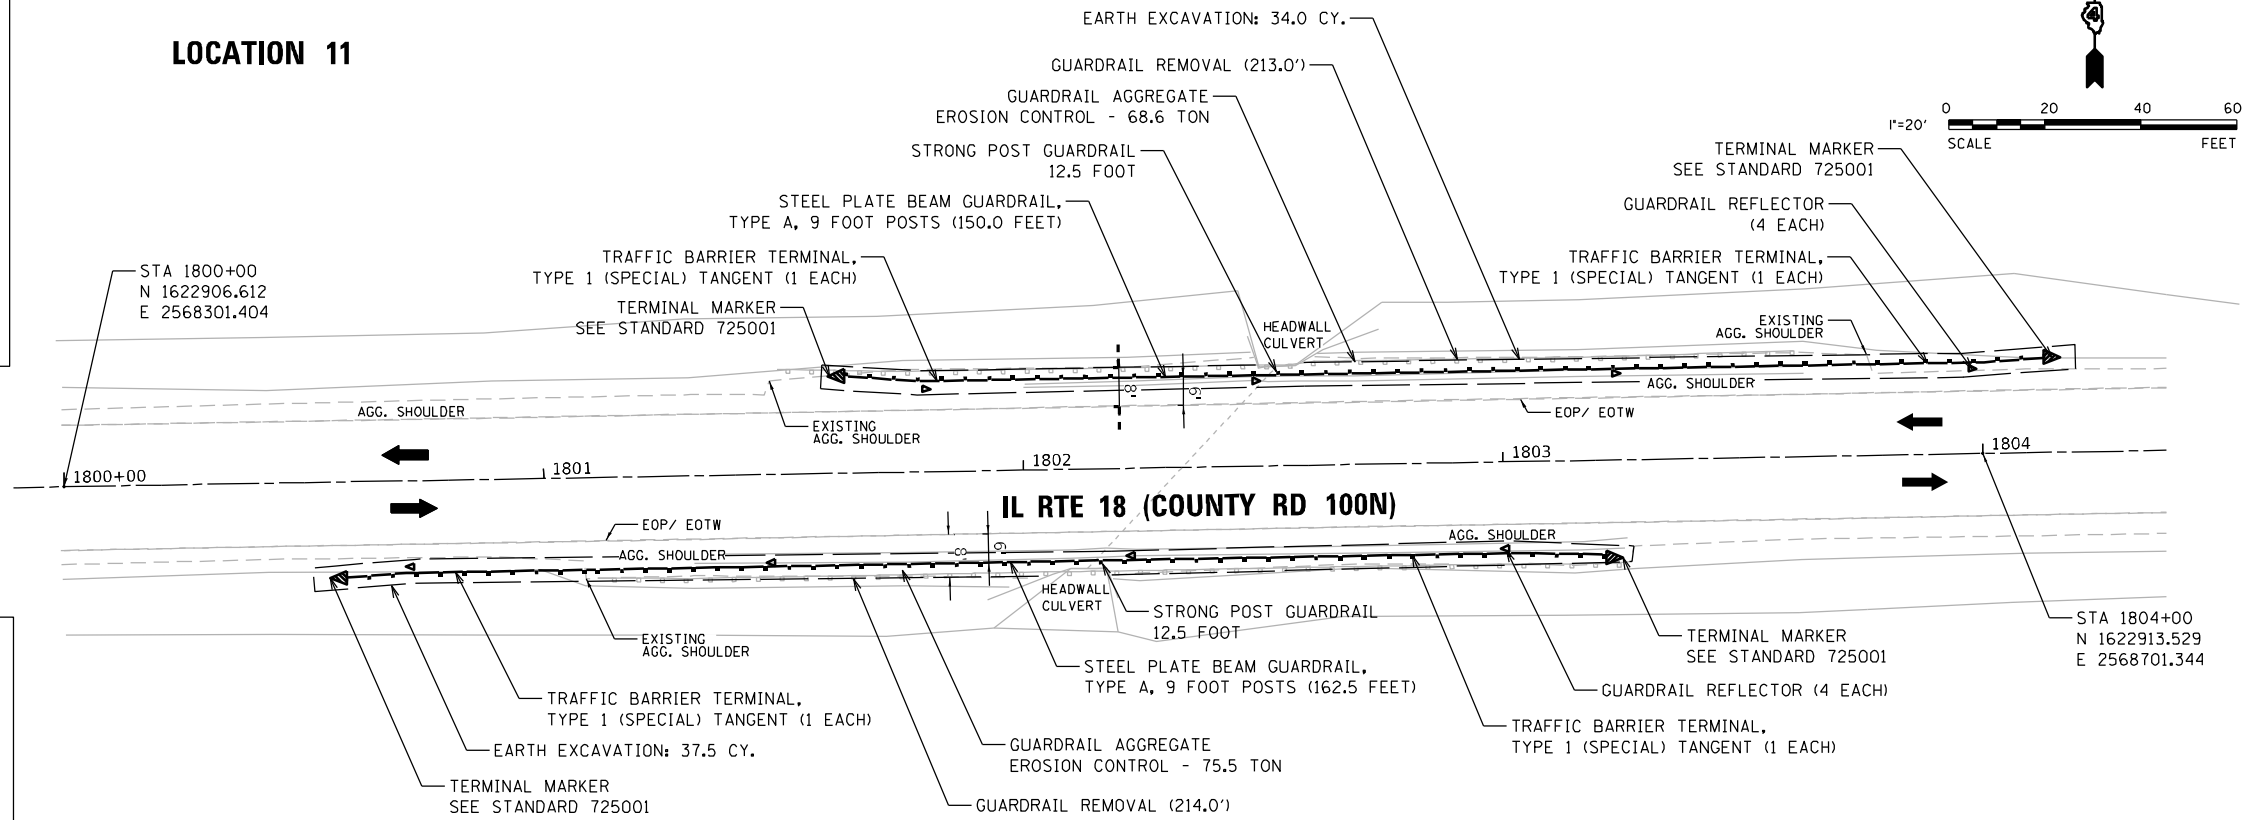 LOCATION 11
EARTH EXCAVATION: 34.0 CY.
GUARDRAIL REMOVAL (213.0')
GUARDRAIL AGGREGATE
EROSION CONTROL - 68.6 TON
STRONG POST GUARDRAIL
12.5 FOOT
STEEL PLATE BEAM GUARDRAIL,
TYPE A, 9 FOOT POSTS (150.0 FEET)
TRAFFIC BARRIER TERMINAL,
TYPE 1 (SPECIAL) TANGENT (1 EACH)
TERMINAL MARKER
SEE STANDARD 725001
STA 1800+00
N 1622906.612
E 2568301.404
4
0 20 40 60
1"=20'
SCALE FEET
TERMINAL MARKER
SEE STANDARD 725001
GUARDRAIL REFLECTOR
(4 EACH)
TRAFFIC BARRIER TERMINAL,
TYPE 1 (SPECIAL) TANGENT (1 EACH)
EXISTING
AGG. SHOULDER
HEADWALL
CULVERT
8'
6'
AGG. SHOULDER
AGG. SHOULDER
EXISTING
AGG. SHOULDER
EOP/ EOTW
1800+00
1801
1802
1803
1804
IL RTE 18 (COUNTY RD 100N)
EOP/ EOTW
AGG. SHOULDER
8'
6'
AGG. SHOULDER
HEADWALL
CULVERT
EXISTING
AGG. SHOULDER
STRONG POST GUARDRAIL
12.5 FOOT
STEEL PLATE BEAM GUARDRAIL,
TYPE A, 9 FOOT POSTS (162.5 FEET)
TERMINAL MARKER
SEE STANDARD 725001
STA 1804+00
N 1622913.529
E 2568701.344
GUARDRAIL REFLECTOR (4 EACH)
TRAFFIC BARRIER TERMINAL,
TYPE 1 (SPECIAL) TANGENT (1 EACH)
TRAFFIC BARRIER TERMINAL,
TYPE 1 (SPECIAL) TANGENT (1 EACH)
EARTH EXCAVATION: 37.5 CY.
GUARDRAIL AGGREGATE
EROSION CONTROL - 75.5 TON
TERMINAL MARKER
SEE STANDARD 725001
GUARDRAIL REMOVAL (214.0')